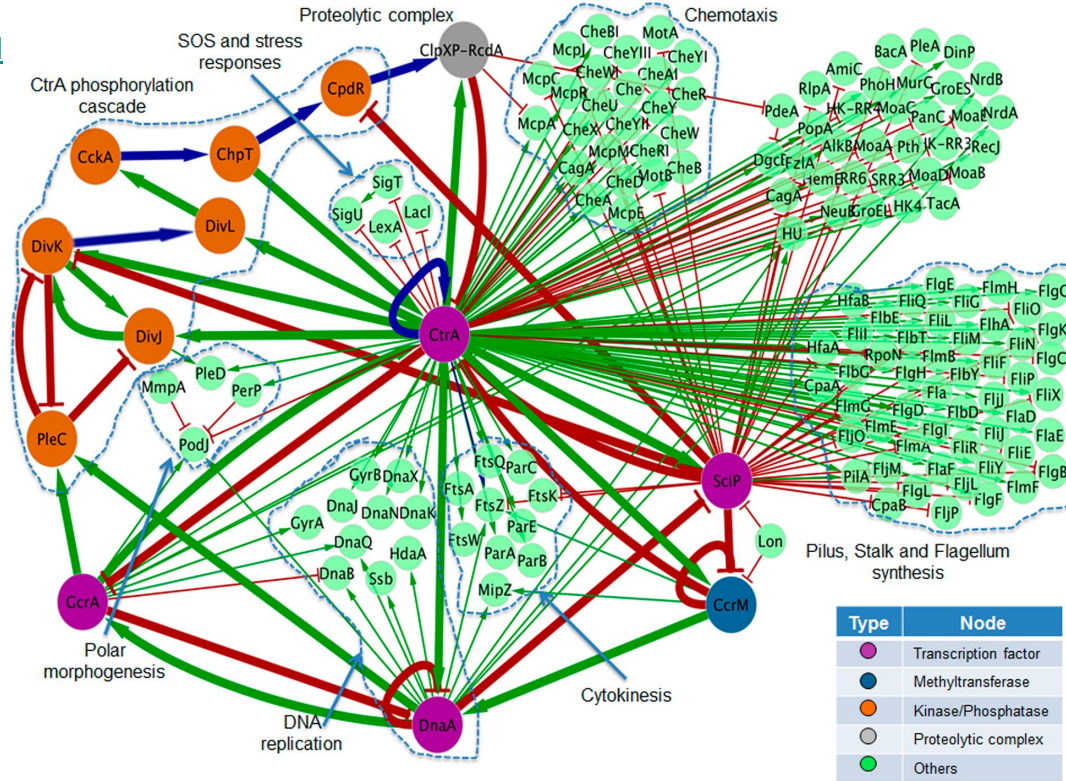 Proteolytic complex
Chemotaxis
SOS and stress
responses
CtrA phosphorylation
cascade
ClpXP-RcdA
CpdR
CckA
ChpT
DivL
DivK
DivJ
PleC
CtrA
SciP
CcrM
GcrA
DnaA
SigT
SigU
LexA
LacI
MmpA
PleD
PerP
PodJ
CheBI
MotA
McpJ
CheYIII
CheYI
McpC
CheWI
CheAI
McpR
Che
CheR
CheU
CheY
McpA
CheX
CheYII
CheW
McpM
CheRI
CagA
CheD
MotB
CheB
CheA
McpE
BacA
PleA
DinP
AmiC
RlpA
PhoH
MurG
GroES
NrdB
PdeA
HK-RR4
MoaC
PanC
MoaE
NrdA
PopA
AlkB
MoaA
Pth
RecJ
FzlA
RR6
SRR3
MoaD
MoaB
CagA
NeuB
GroEL
HK4
TacA
HU
HfaB
FlgE
FlmH
FliQ
FliG
FliO
FlbE
FliL
FlhA
FliI
FlbT
FliM
FliN
HfaA
RpoN
FlmB
FliF
FlbG
FlgH
FlbY
FliP
CpaA
Fla
FljJ
FliX
FlmG
FlgD
FlbD
FlaD
FlmE
FlgI
FliJ
FlaE
FljO
FlmA
FliR
FliE
PilA
FljM
FlaF
FliY
FlgB
FlgL
FljL
FlmF
CpaB
FlgF
FljP
GyrB
DnaX
DnaJ
DnaN
DnaK
GyrA
DnaQ
HdaA
DnaB
Ssb
FtsQ
ParC
FtsA
FtsZ
FtsK
FtsW
ParE
ParA
ParB
MipZ
Lon
Pilus, Stalk and Flagellum
synthesis
Polar
morphogenesis
DNA
replication
Cytokinesis
Type Node
Transcription factor
Methyltransferase
Kinase/Phosphatase
Proteolytic complex
Others